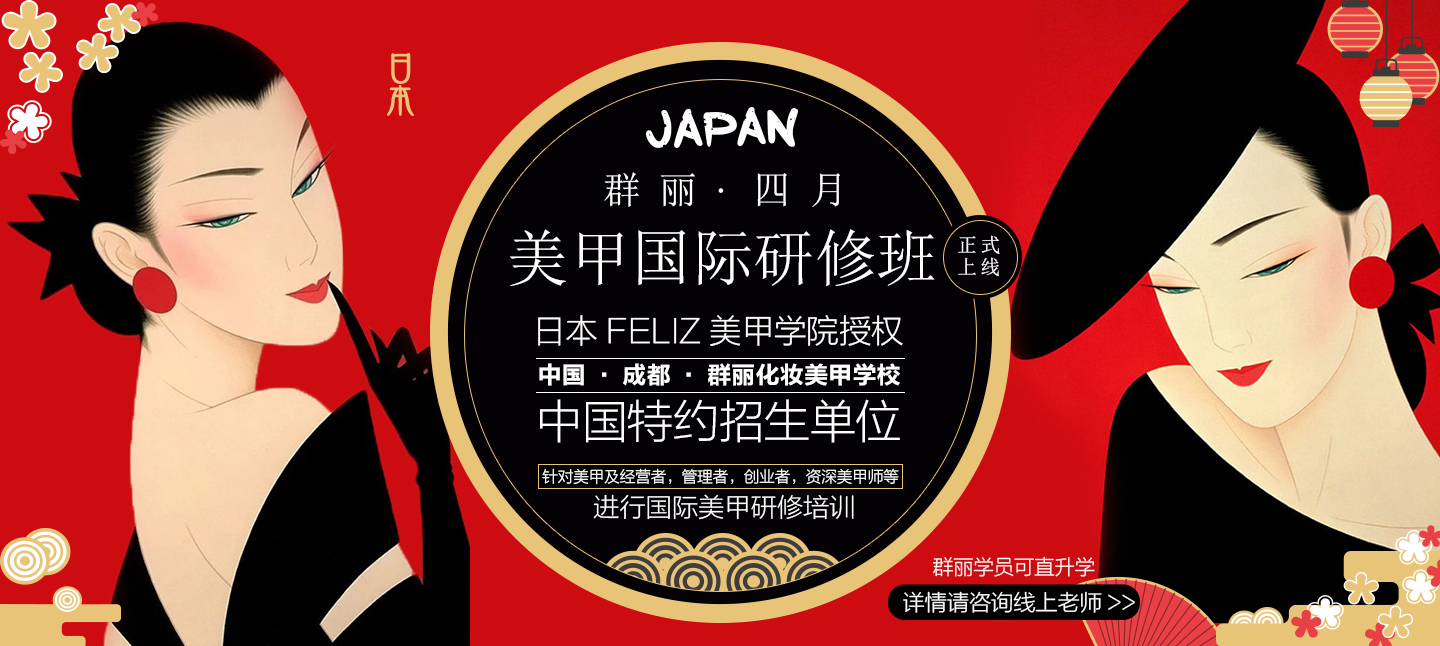 日本
JAPAN
群丽·四月
美甲国际研修班
正式
上线
日本 FELIZ 美甲学院授权
中国 · 成都 · 群丽化妆美甲学校
中国特约招生单位
针对美甲及经营者，管理者，创业者，资深美甲师等
进行国际美甲研修培训
群丽学员可直升学
详情请咨询线上老师 >>